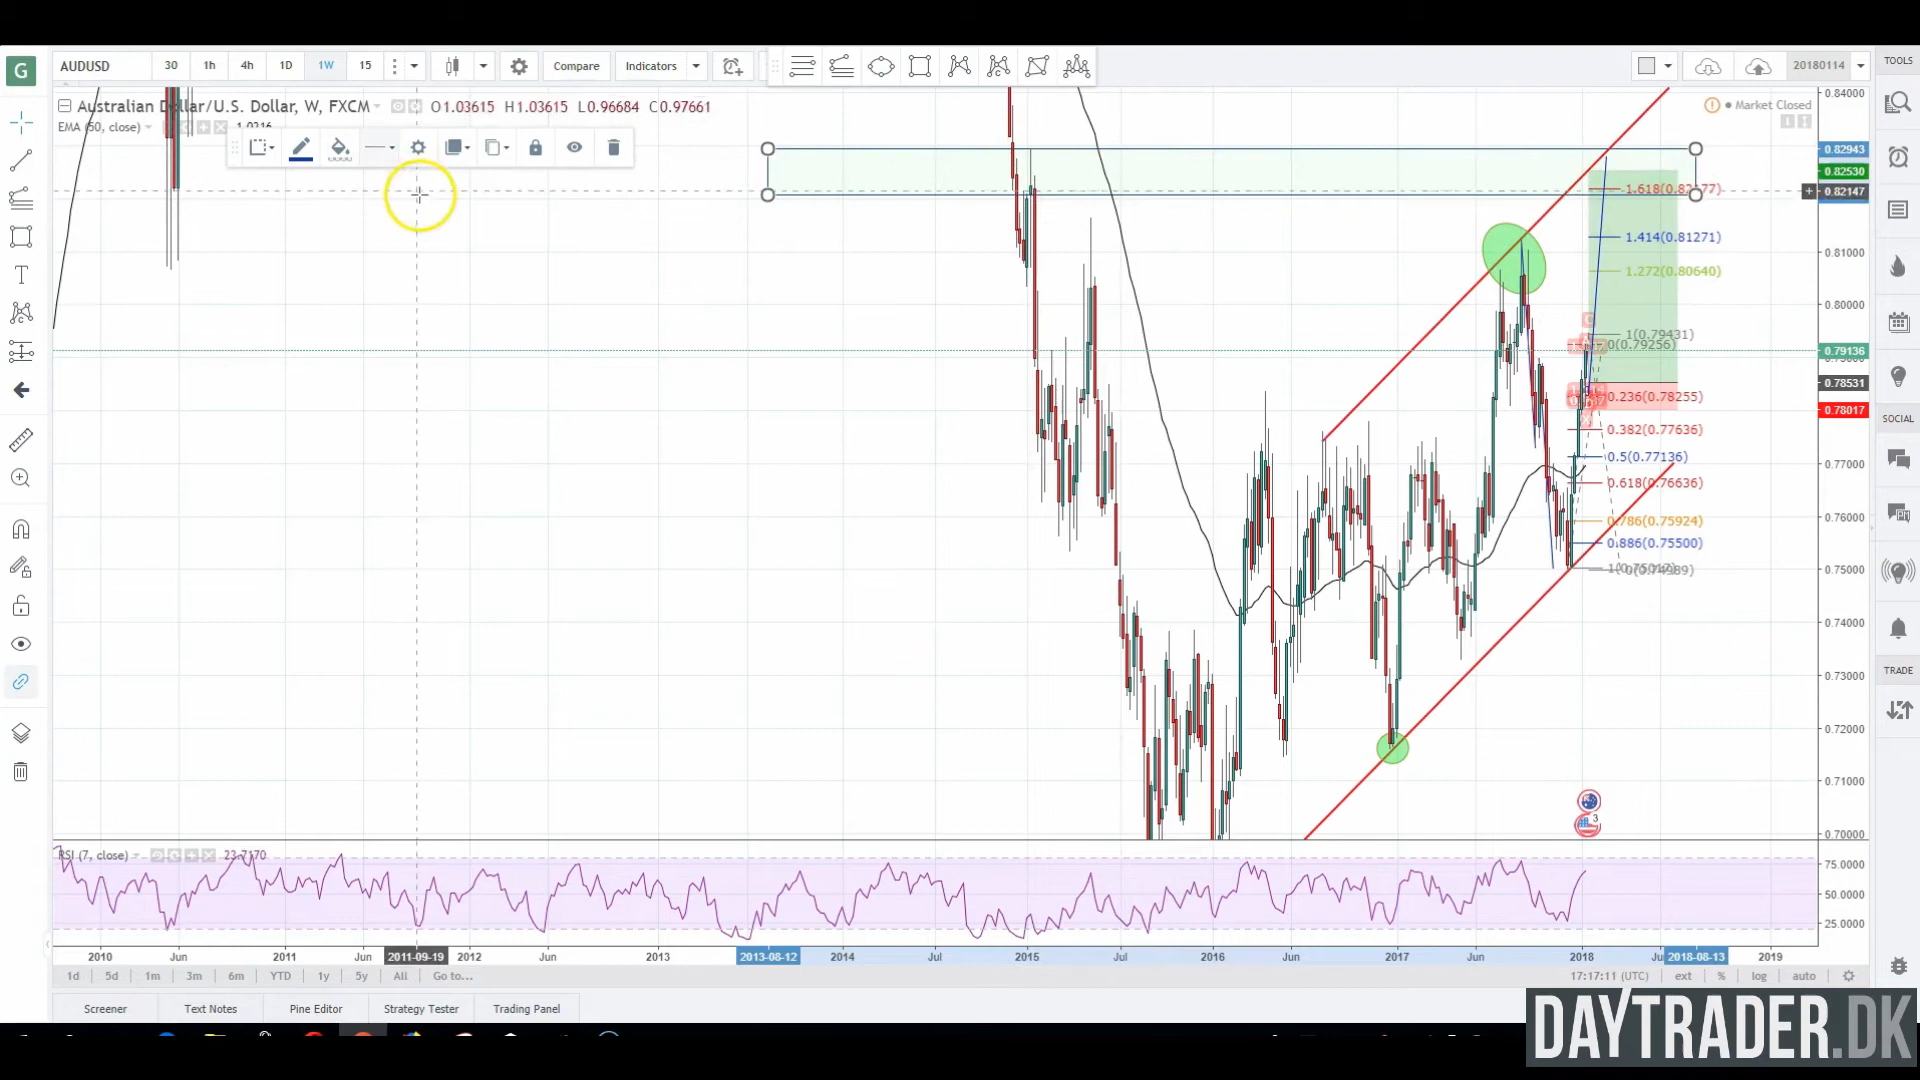 AUDUSD 30 1h 4h 1D 1W 15 Compare Indicators 20180114 TOOLS
Australian Dollar/U.S. Dollar, W, FXCM O1.03615 H1.03615 L0.96684 C0.97661
Market Closed
EMA (50, close) 1.0216
0.84000
0.82943
0.82530
0.82147
0.81000
0.80000
0.79136
0.78531
0.78017
0.77000
0.76000
0.75000
0.74000
0.73000
0.72000
0.71000
0.70000
1.414(0.81271)
1.272(0.80640)
1(0.79431)
0(0.79256)
0.236(0.78255)
0.382(0.77636)
0.5(0.77136)
0.618(0.76636)
0.786(0.75924)
0.886(0.75500)
SOCIAL
TRADE
3
RSI (7, close) 23.7170
75.0000
50.0000
25.0000
2010 Jun 2011 Jun 2011-09-19 2012 Jun 2013 2013-08-12 2014 Jul 2015 Jul 2016 Jun 2017 Jun 2018 2018-08-13 2019
1d 5d 1m 3m 6m YTD 1y 5y All Go to... 17:17:11 (UTC) ext % log auto
Screener Text Notes Pine Editor Strategy Tester Trading Panel
DAYTRADER.DK